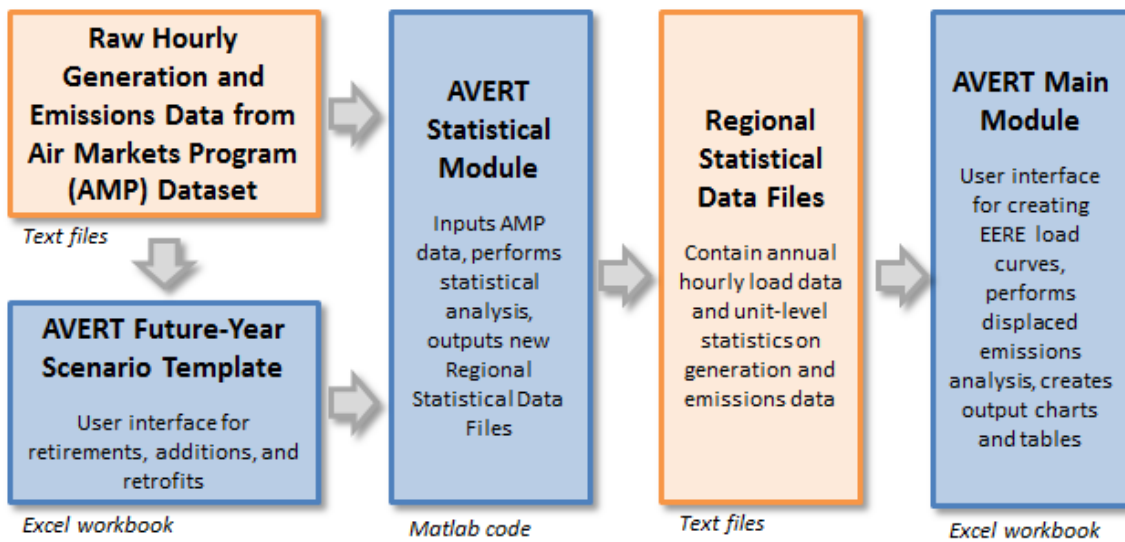 Raw Hourly
Generation and
Emissions Data from
Air Markets Program
(AMP) Dataset
Text files
AVERT Future-Year
Scenario Template
User interface for
retirements, additions, and
retrofits
Excel workbook
AVERT
Statistical
Module
Inputs AMP
data, performs
statistical
analysis,
outputs new
Regional
Statistical Data
Files
Matlab code
Regional
Statistical
Data Files
Contain annual
hourly load data
and unit-level
statistics on
generation and
emissions data
Text files
AVERT Main
Module
User interface
for creating
EERE load
curves,
performs
displaced
emissions
analysis, creates
output charts
and tables
Excel workbook